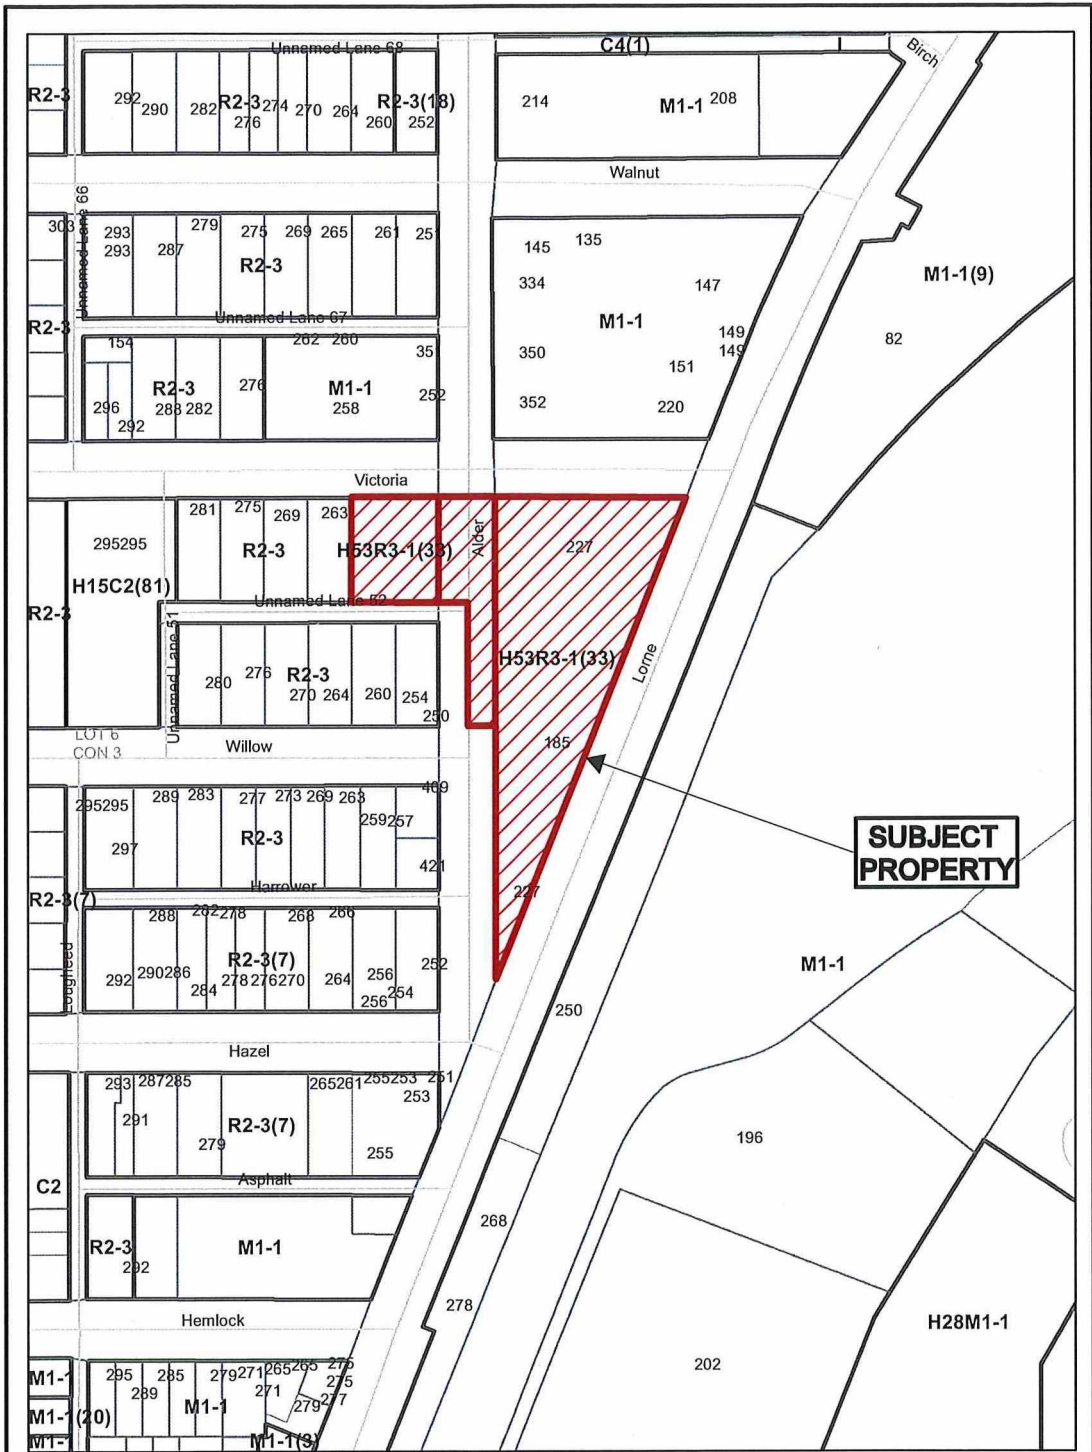 Unnamed Lane 68
C4(1)
Birch
R2-3
292
290
282
R2-3
276
274
270
264
R2-3(18)
260
252
214
M1-1
208
Walnut
Unnamed Lane 66
303
293
293
287
279
275
269
265
261
251
R2-3
145
135
334
147
M1-1(9)
M1-1
82
Unnamed Lane 67
R2-3
154
262
260
351
350
149
149
151
R2-3
276
M1-1
252
296
292
288
282
258
352
220
Victoria
281
275
269
263
295295
R2-3
H53R3-1(33)
Alder
227
H15C2(81)
Unnamed Lane 52
R2-3
Unnamed Lane 51
280
276
R2-3
270
264
260
254
250
H53R3-1(33)
Lorne
LOT 6
CON 3
Willow
185
295295
289
283
277
273
269
263
469
259
257
R2-3
297
421
SUBJECT
PROPERTY
Harrower
227
R2-3(7)
288
282
278
268
266
R2-3(7)
292
290
286
284
278
276
270
264
256
256
254
252
M1-1
Lougheed
250
Hazel
293
287
285
265
261
255
253
251
253
291
R2-3(7)
279
255
196
Asphalt
C2
R2-3
292
M1-1
268
278
Hemlock
H28M1-1
202
M1-1
295
289
285
279
271
265
265
275
275
271
277
279
M1-1
M1-1(20)
M1-1
M1-1(3)